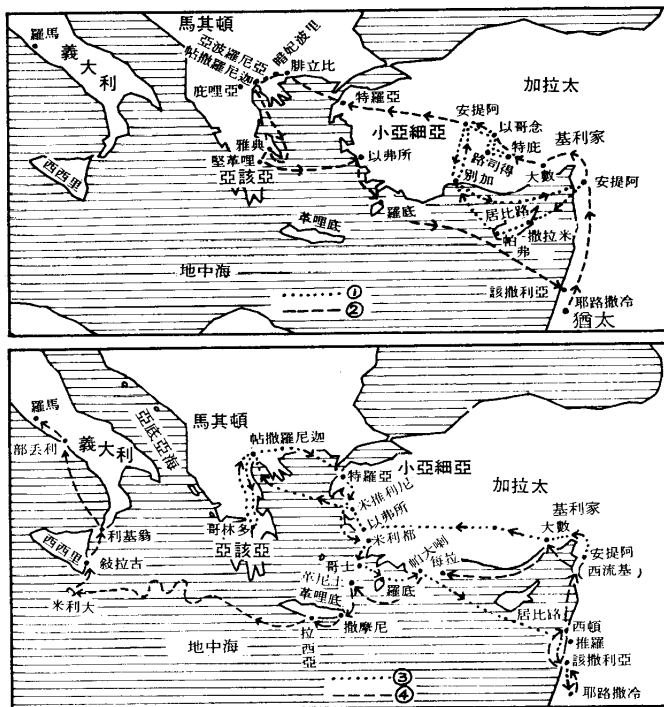 羅馬
義大利
西西里
馬其頓
亞波羅尼亞
帖撒羅尼迦
暗妃波里
腓立比
庇哩亞
雅典
堅革哩
亞該亞
特羅亞
小亞細亞
以弗所
加拉太
安提阿
以哥念
特庇
路司得
別加
基利家
大數
安提阿
居比路
撒拉米
帕弗
羅底
革哩底
地中海
該撒利亞
耶路撒冷
猶太
①
②
羅馬
部丟利
義大利
亞底亞海
利基翁
西西里
敍拉古
米利大
馬其頓
帖撒羅尼迦
哥林多
亞該亞
特羅亞
小亞細亞
米推利尼
以弗所
米利都
哥士
革尼土
革哩底
羅底
帕大喇
每拉
加拉太
基利家
大數
安提阿
西流基
居比路
西頓
推羅
該撒利亞
耶路撒冷
撒摩尼
拉西亞
地中海
③
④